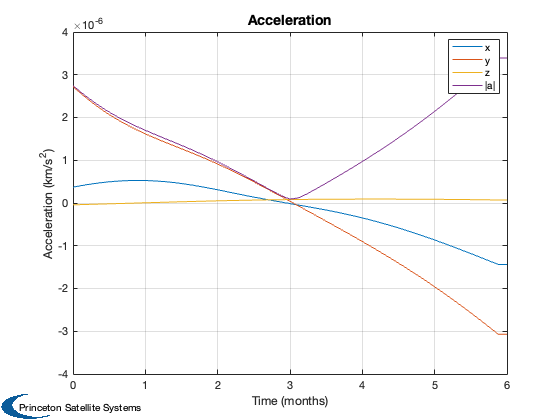 Acceleration
×10-6
4
3
2
1
0
-1
-2
-3
-4
Acceleration (km/s2)
x
y
z
|a|
0 1 2 3 4 5 6
Time (months)
Princeton Satellite Systems